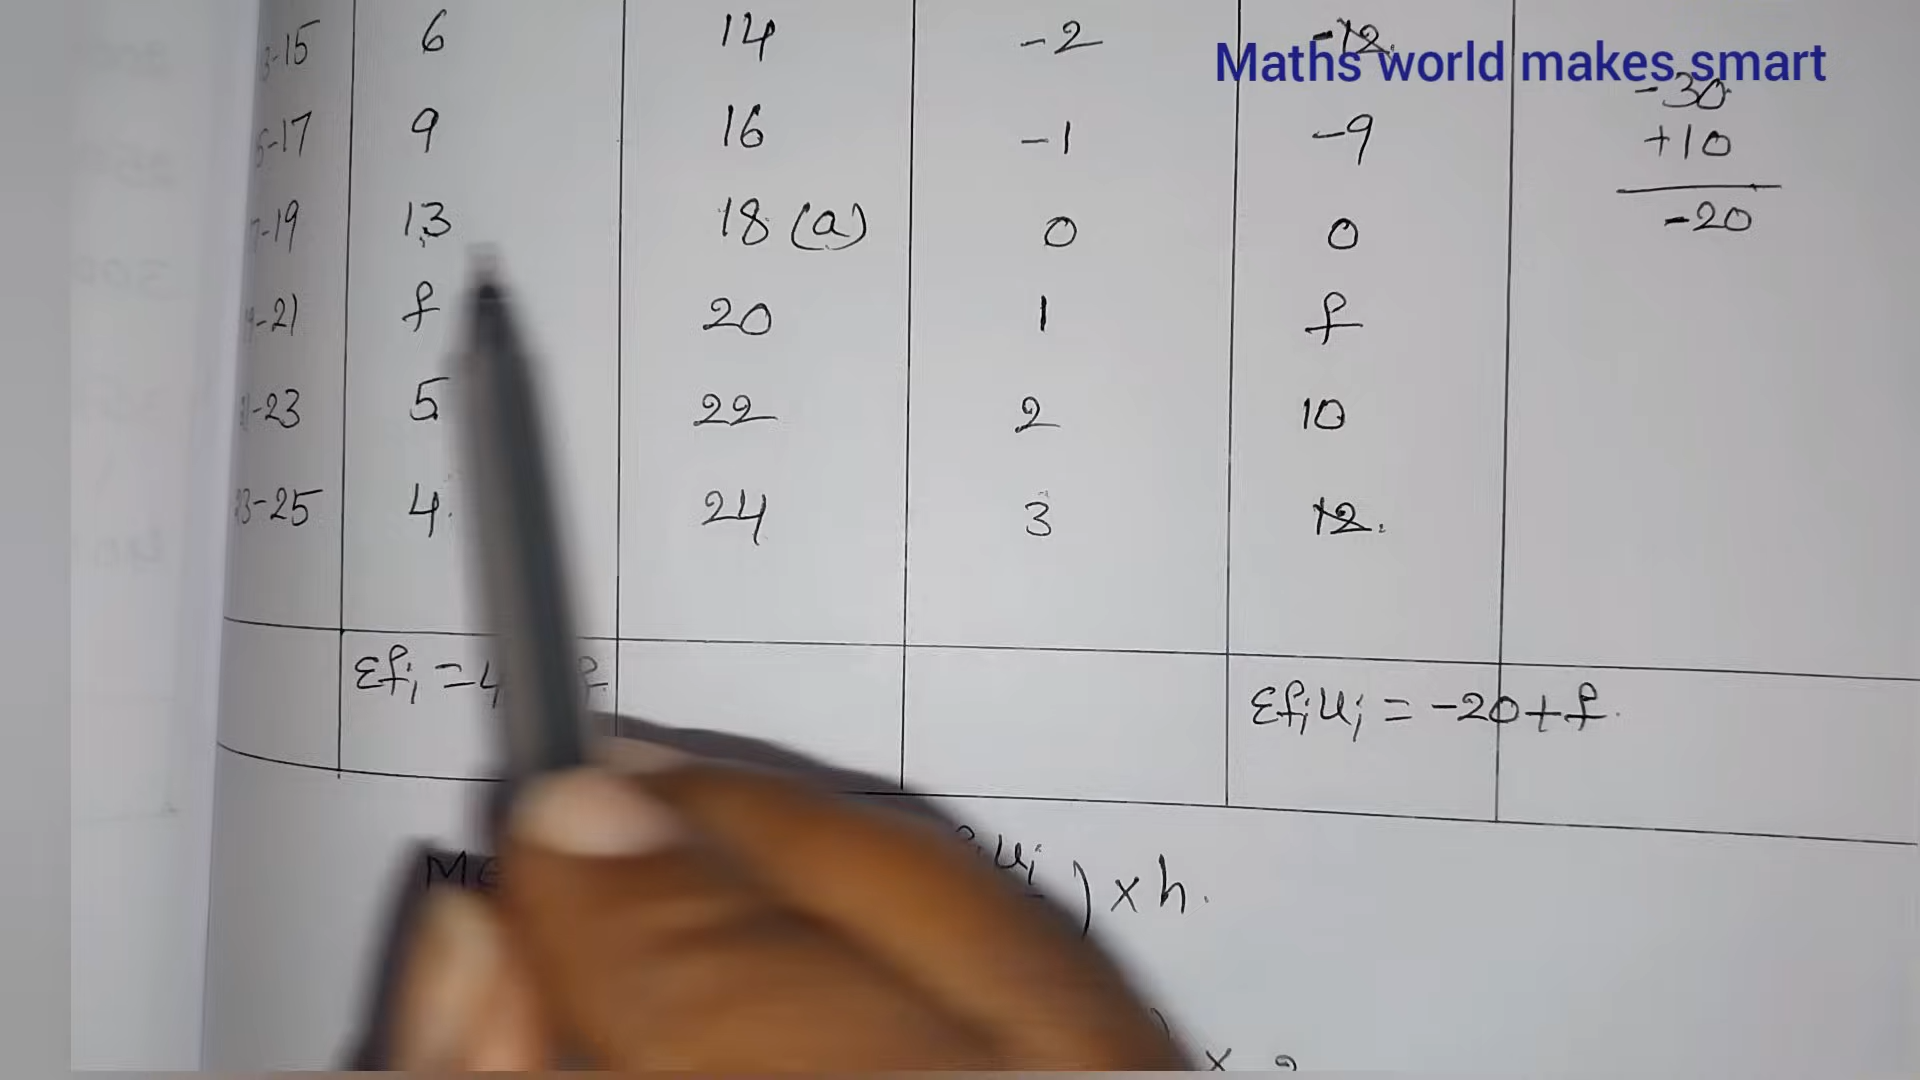 Maths world makes smart
-15 6 14 -2 -12
-30
-17 9 16 -1 -9
+10
-19 13 18 (a) 0 0
-20
-21 f 20 1 f
-23 5 22 2 10
-25 4 24 3 12
Σfᵢ = 4 f
Σfᵢuᵢ = -20+f
uᵢ ) × h.
×